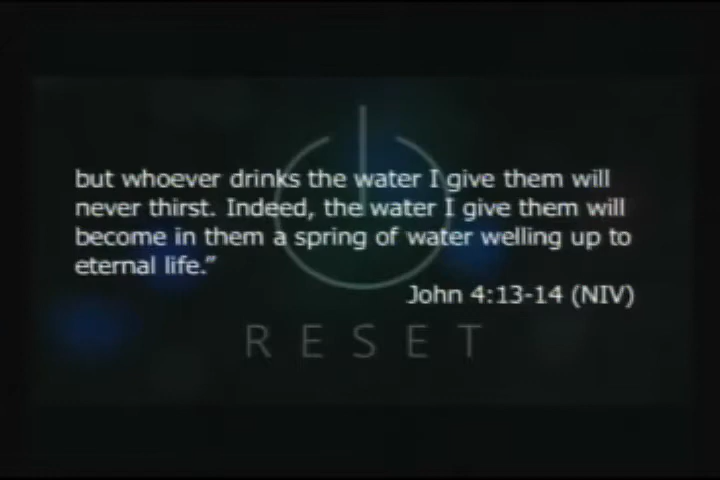 but whoever drinks the water I give them will
never thirst. Indeed, the water I give them will
become in them a spring of water welling up to
eternal life.”
John 4:13-14 (NIV)
RESET